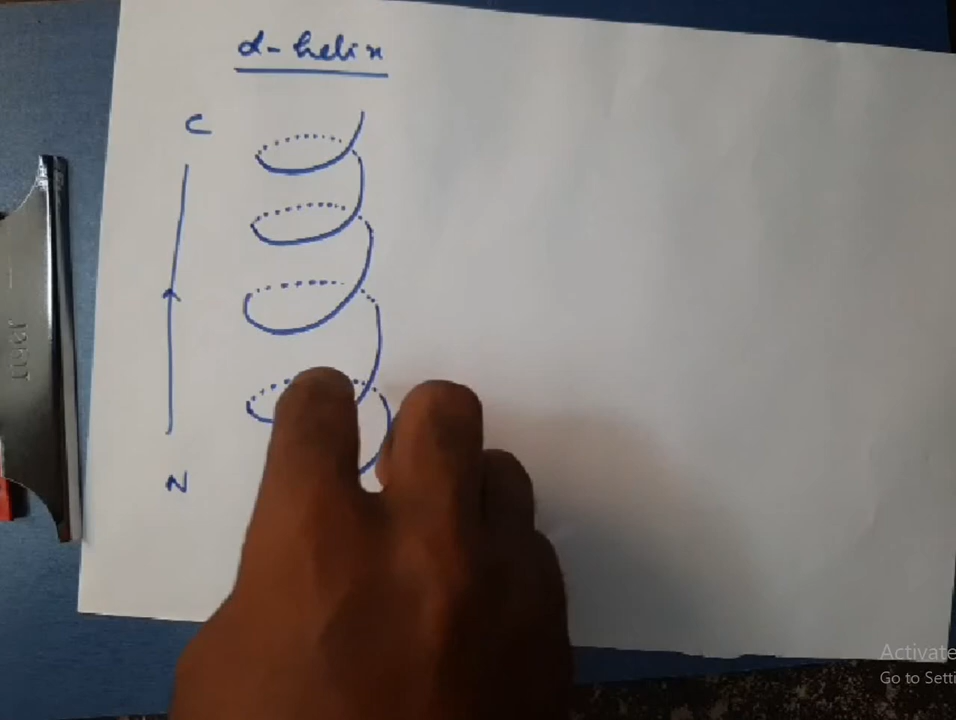 α-helix
C
N
Activate
Go to Setti